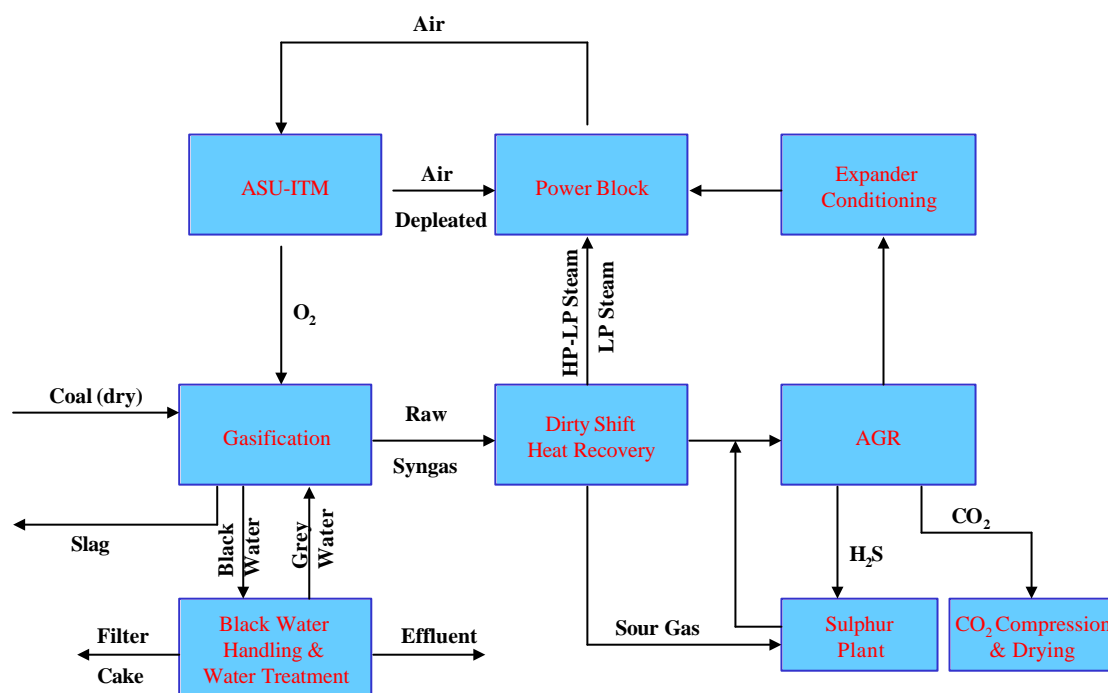 Air
ASU-ITM
Air
Depleated
Power Block
Expander
Conditioning
O₂
HP-LP Steam
LP Steam
Coal (dry)
Gasification
Raw
Syngas
Dirty Shift
Heat Recovery
AGR
Slag
Black
Water
Grey
Water
H₂S
CO₂
Filter
Cake
Black Water
Handling &
Water Treatment
Effluent
Sour Gas
Sulphur
Plant
CO₂ Compression
& Drying